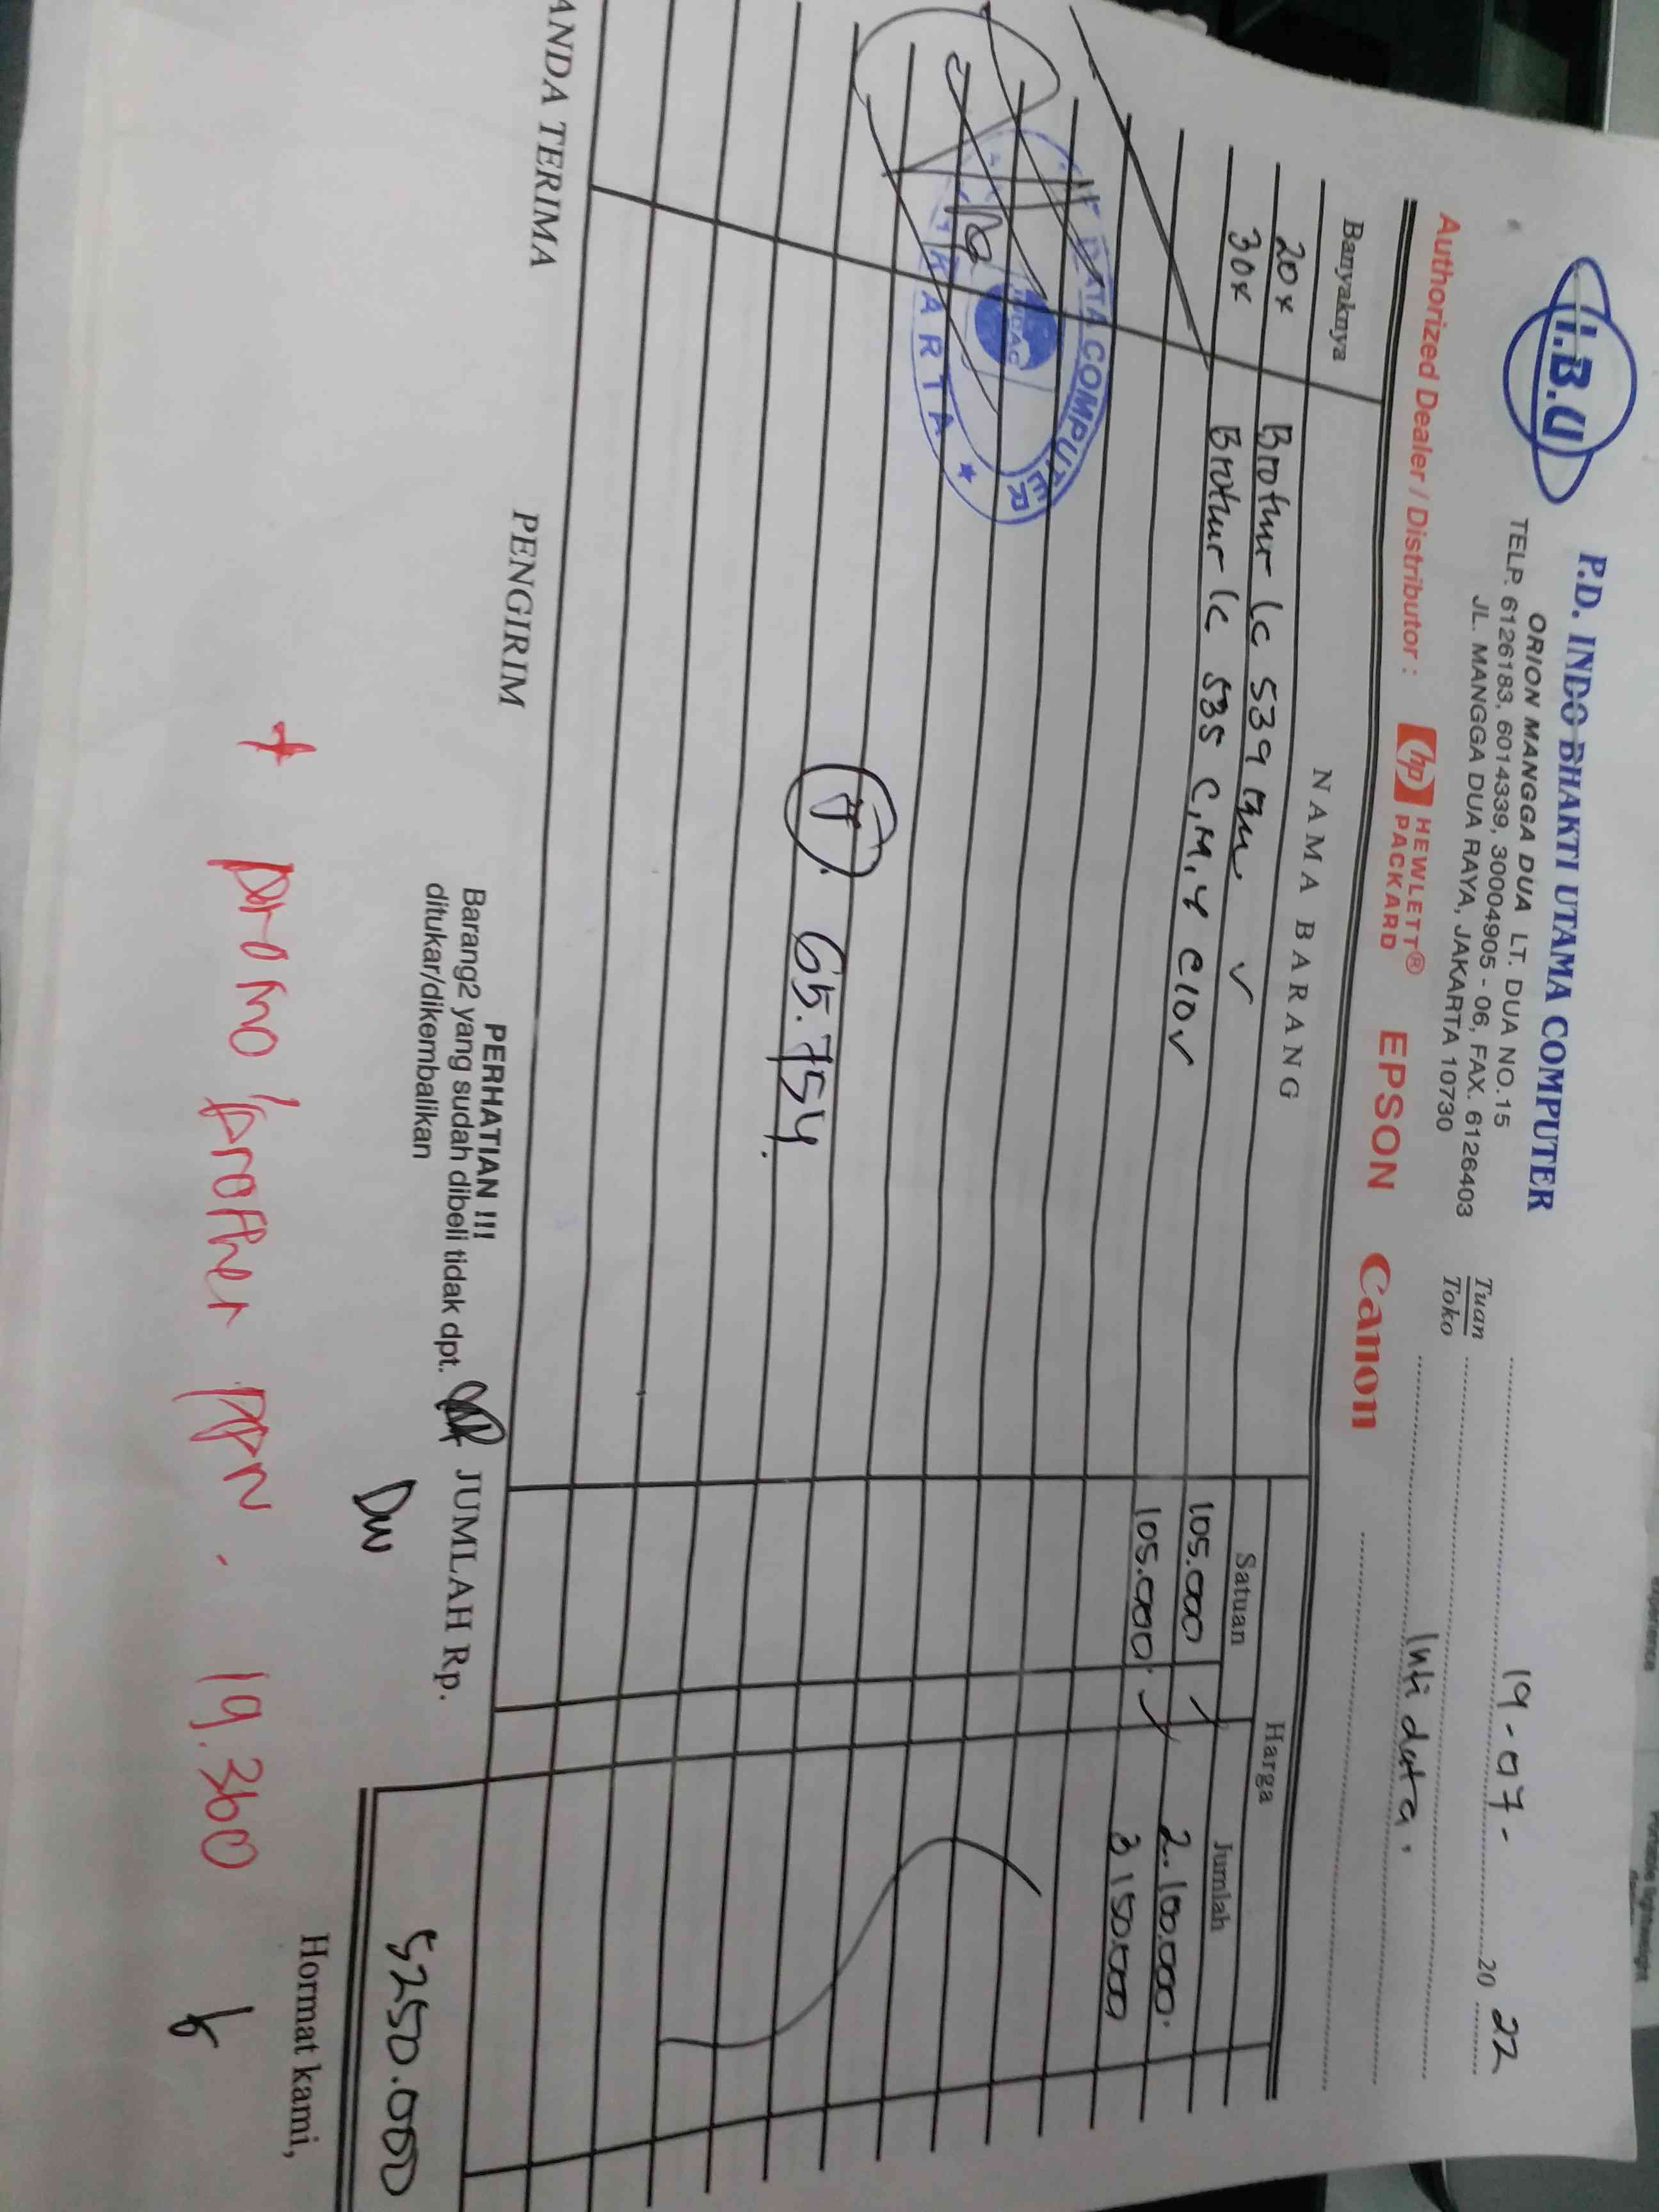 I.B.U
P.D. INDO BHAKTI UTAMA COMPUTER
ORION MANGGA DUA LT. DUA NO.15
TELP. 6126183, 6014339, 30004905 - 06, FAX. 6126403
JL. MANGGA DUA RAYA, JAKARTA 10730
19 - 07 - 20 22
Tuan
Toko
Inti data
Authorized Dealer / Distributor : hp HEWLETT® PACKARD EPSON Canon
Banyaknya NAMA BARANG Harga
Satuan Jumlah
20x Brother lc 539 105.000 2.100.000
30x Brother lc 535 C,M,Y @10 105.000 3 150.000
DATA COMPUTER
JAKARTA
65.754
TANDA TERIMA
PENGIRIM
PERHATIAN !!!
Barang2 yang sudah dibeli tidak dpt.
ditukar/dikembalikan
JUMLAH Rp. 5250.000
Hormat kami,
+ promo brother ppn. 19.360